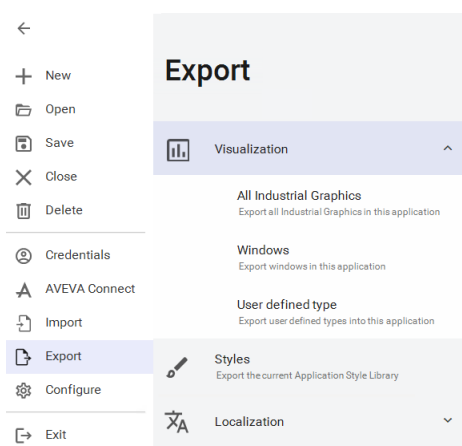 New
Open
Save
Close
Delete
Credentials
AVEVA Connect
Import
Export
Configure
Exit
Export
Visualization
All Industrial Graphics
Export all Industrial Graphics in this application
Windows
Export windows in this application
User defined type
Export user defined types into this application
Styles
Export the current Application Style Library
Localization